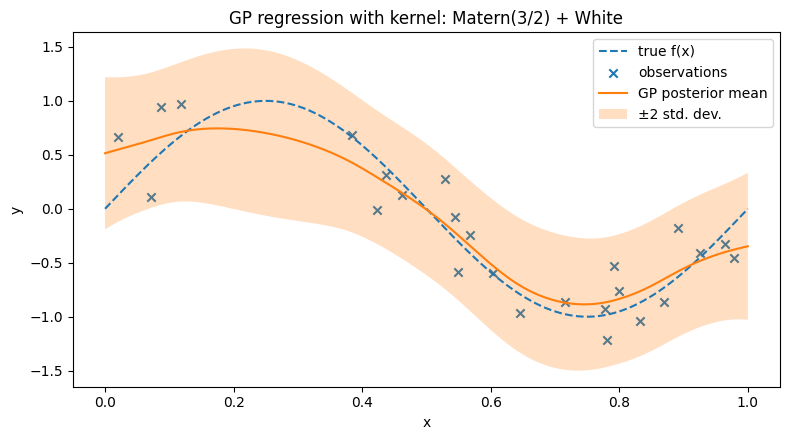 GP regression with kernel: Matern(3/2) + White
true f(x)
observations
GP posterior mean
±2 std. dev.
y
1.5
1.0
0.5
0.0
−0.5
−1.0
−1.5
0.0 0.2 0.4 0.6 0.8 1.0
x